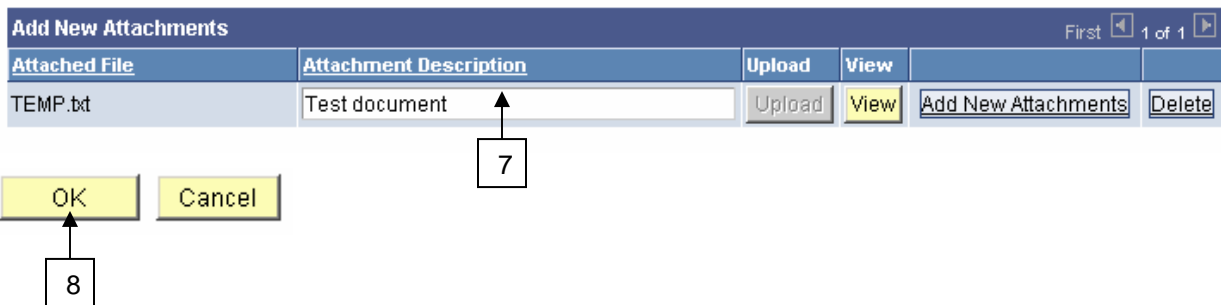 Add New Attachments First 1 of 1
Attached File Attachment Description Upload View
TEMP.txt Test document Upload View Add New Attachments Delete
7
OK Cancel
8